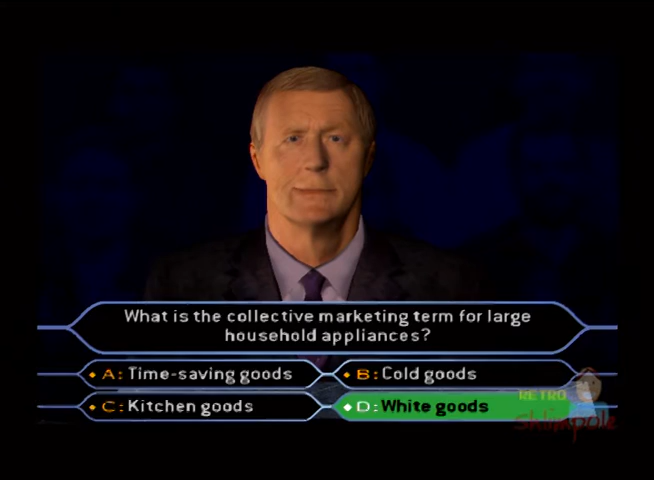 What is the collective marketing term for large
household appliances?
A: Time-saving goods
B: Cold goods
C: Kitchen goods
D: White goods
RETRO
shlimpole